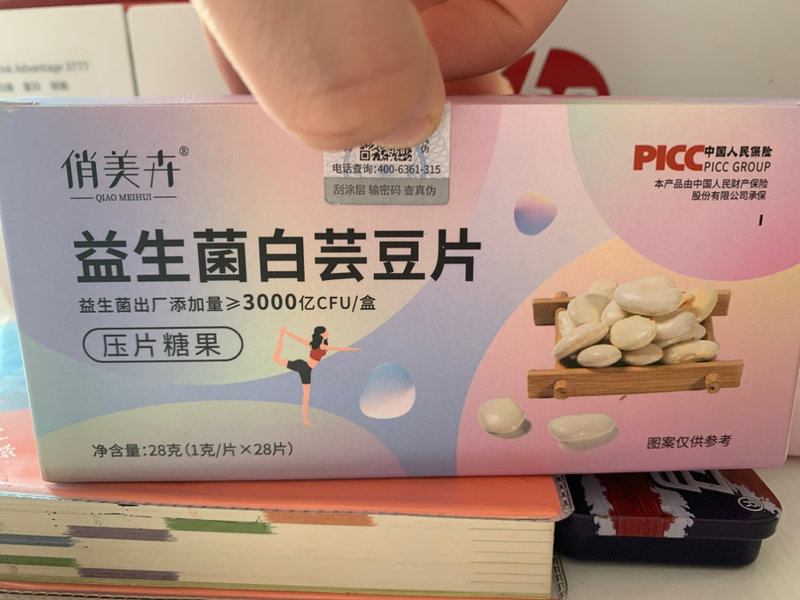 俏美卉®
QIAO MEIHUI
电话查询:400-6361-315
刮涂层 输密码 查真伪
PICC 中国人民保险
PICC GROUP
本产品由中国人民财产保险
股份有限公司承保
益生菌白芸豆片
益生菌出厂添加量≥3000亿CFU/盒
压片糖果
净含量:28克(1克/片×28片)
图案仅供参考